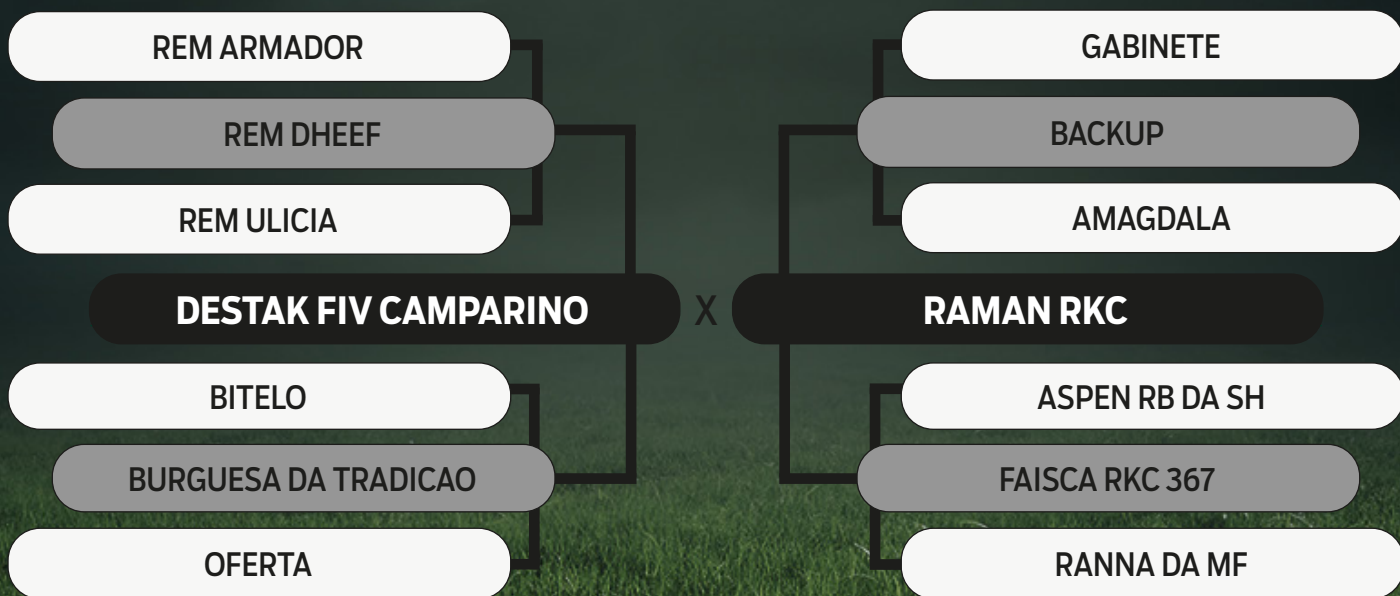 REM ARMADOR
GABINETE
REM DHEEF
BACKUP
REM ULICIA
AMAGDALA
DESTAK FIV CAMPARINO X RAMAN RKC
BITELO
ASPEN RB DA SH
BURGUESA DA TRADICAO
FAISCA RKC 367
OFERTA
RANNA DA MF